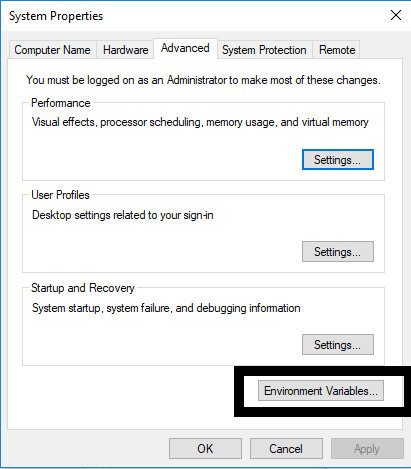 System Properties
Computer Name Hardware Advanced System Protection Remote
You must be logged on as an Administrator to make most of these changes.
Performance
Visual effects, processor scheduling, memory usage, and virtual memory
Settings...
User Profiles
Desktop settings related to your sign-in
Settings...
Startup and Recovery
System startup, system failure, and debugging information
Settings...
Environment Variables...
OK Cancel Apply